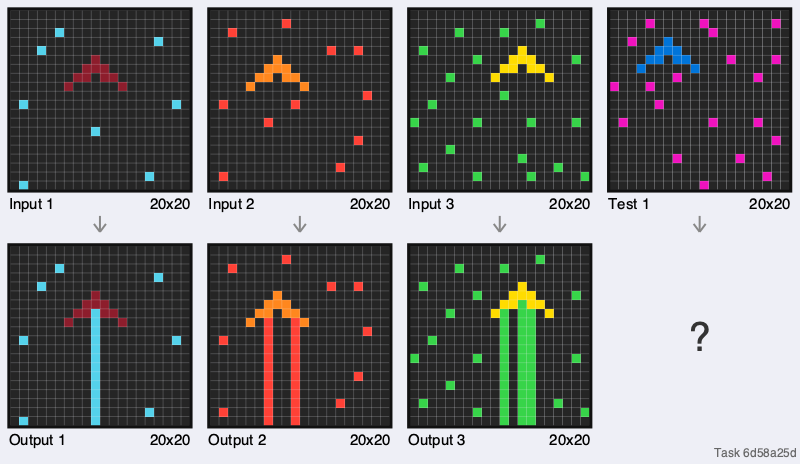 Input 1 20x20
Input 2 20x20
Input 3 20x20
Test 1 20x20
?
Output 1 20x20
Output 2 20x20
Output 3 20x20
Task 6d58a25d